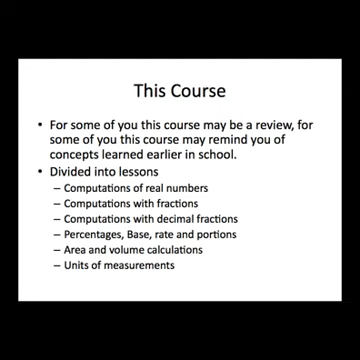 This Course
• For some of you this course may be a review, for
some of you this course may remind you of
concepts learned earlier in school.
• Divided into lessons
– Computations of real numbers
– Computations with fractions
– Computations with decimal fractions
– Percentages, Base, rate and portions
– Area and volume calculations
– Units of measurements